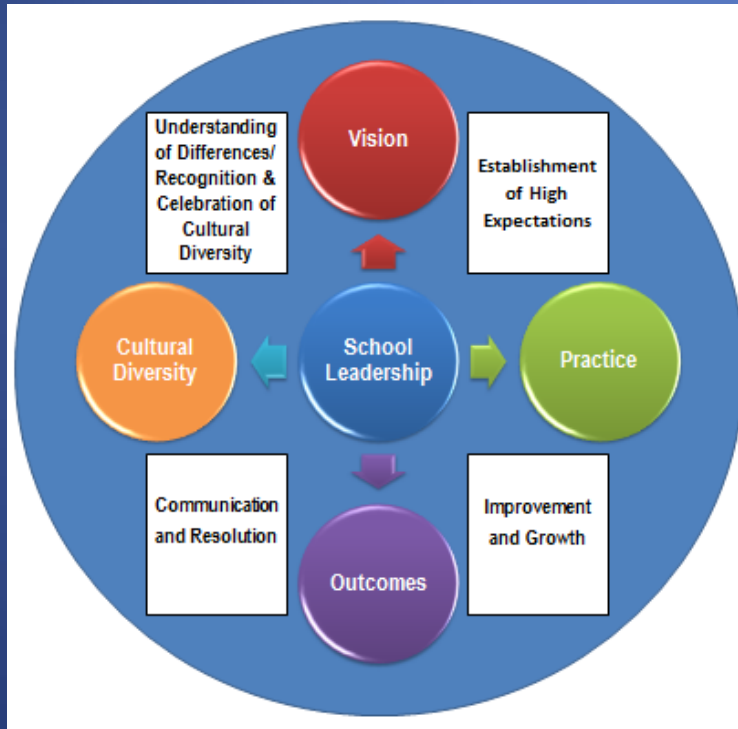 Understanding
of Differences/
Recognition &
Celebration of
Cultural
Diversity
Vision
Establishment
of High
Expectations
Cultural
Diversity
School
Leadership
Practice
Communication
and Resolution
Outcomes
Improvement
and Growth